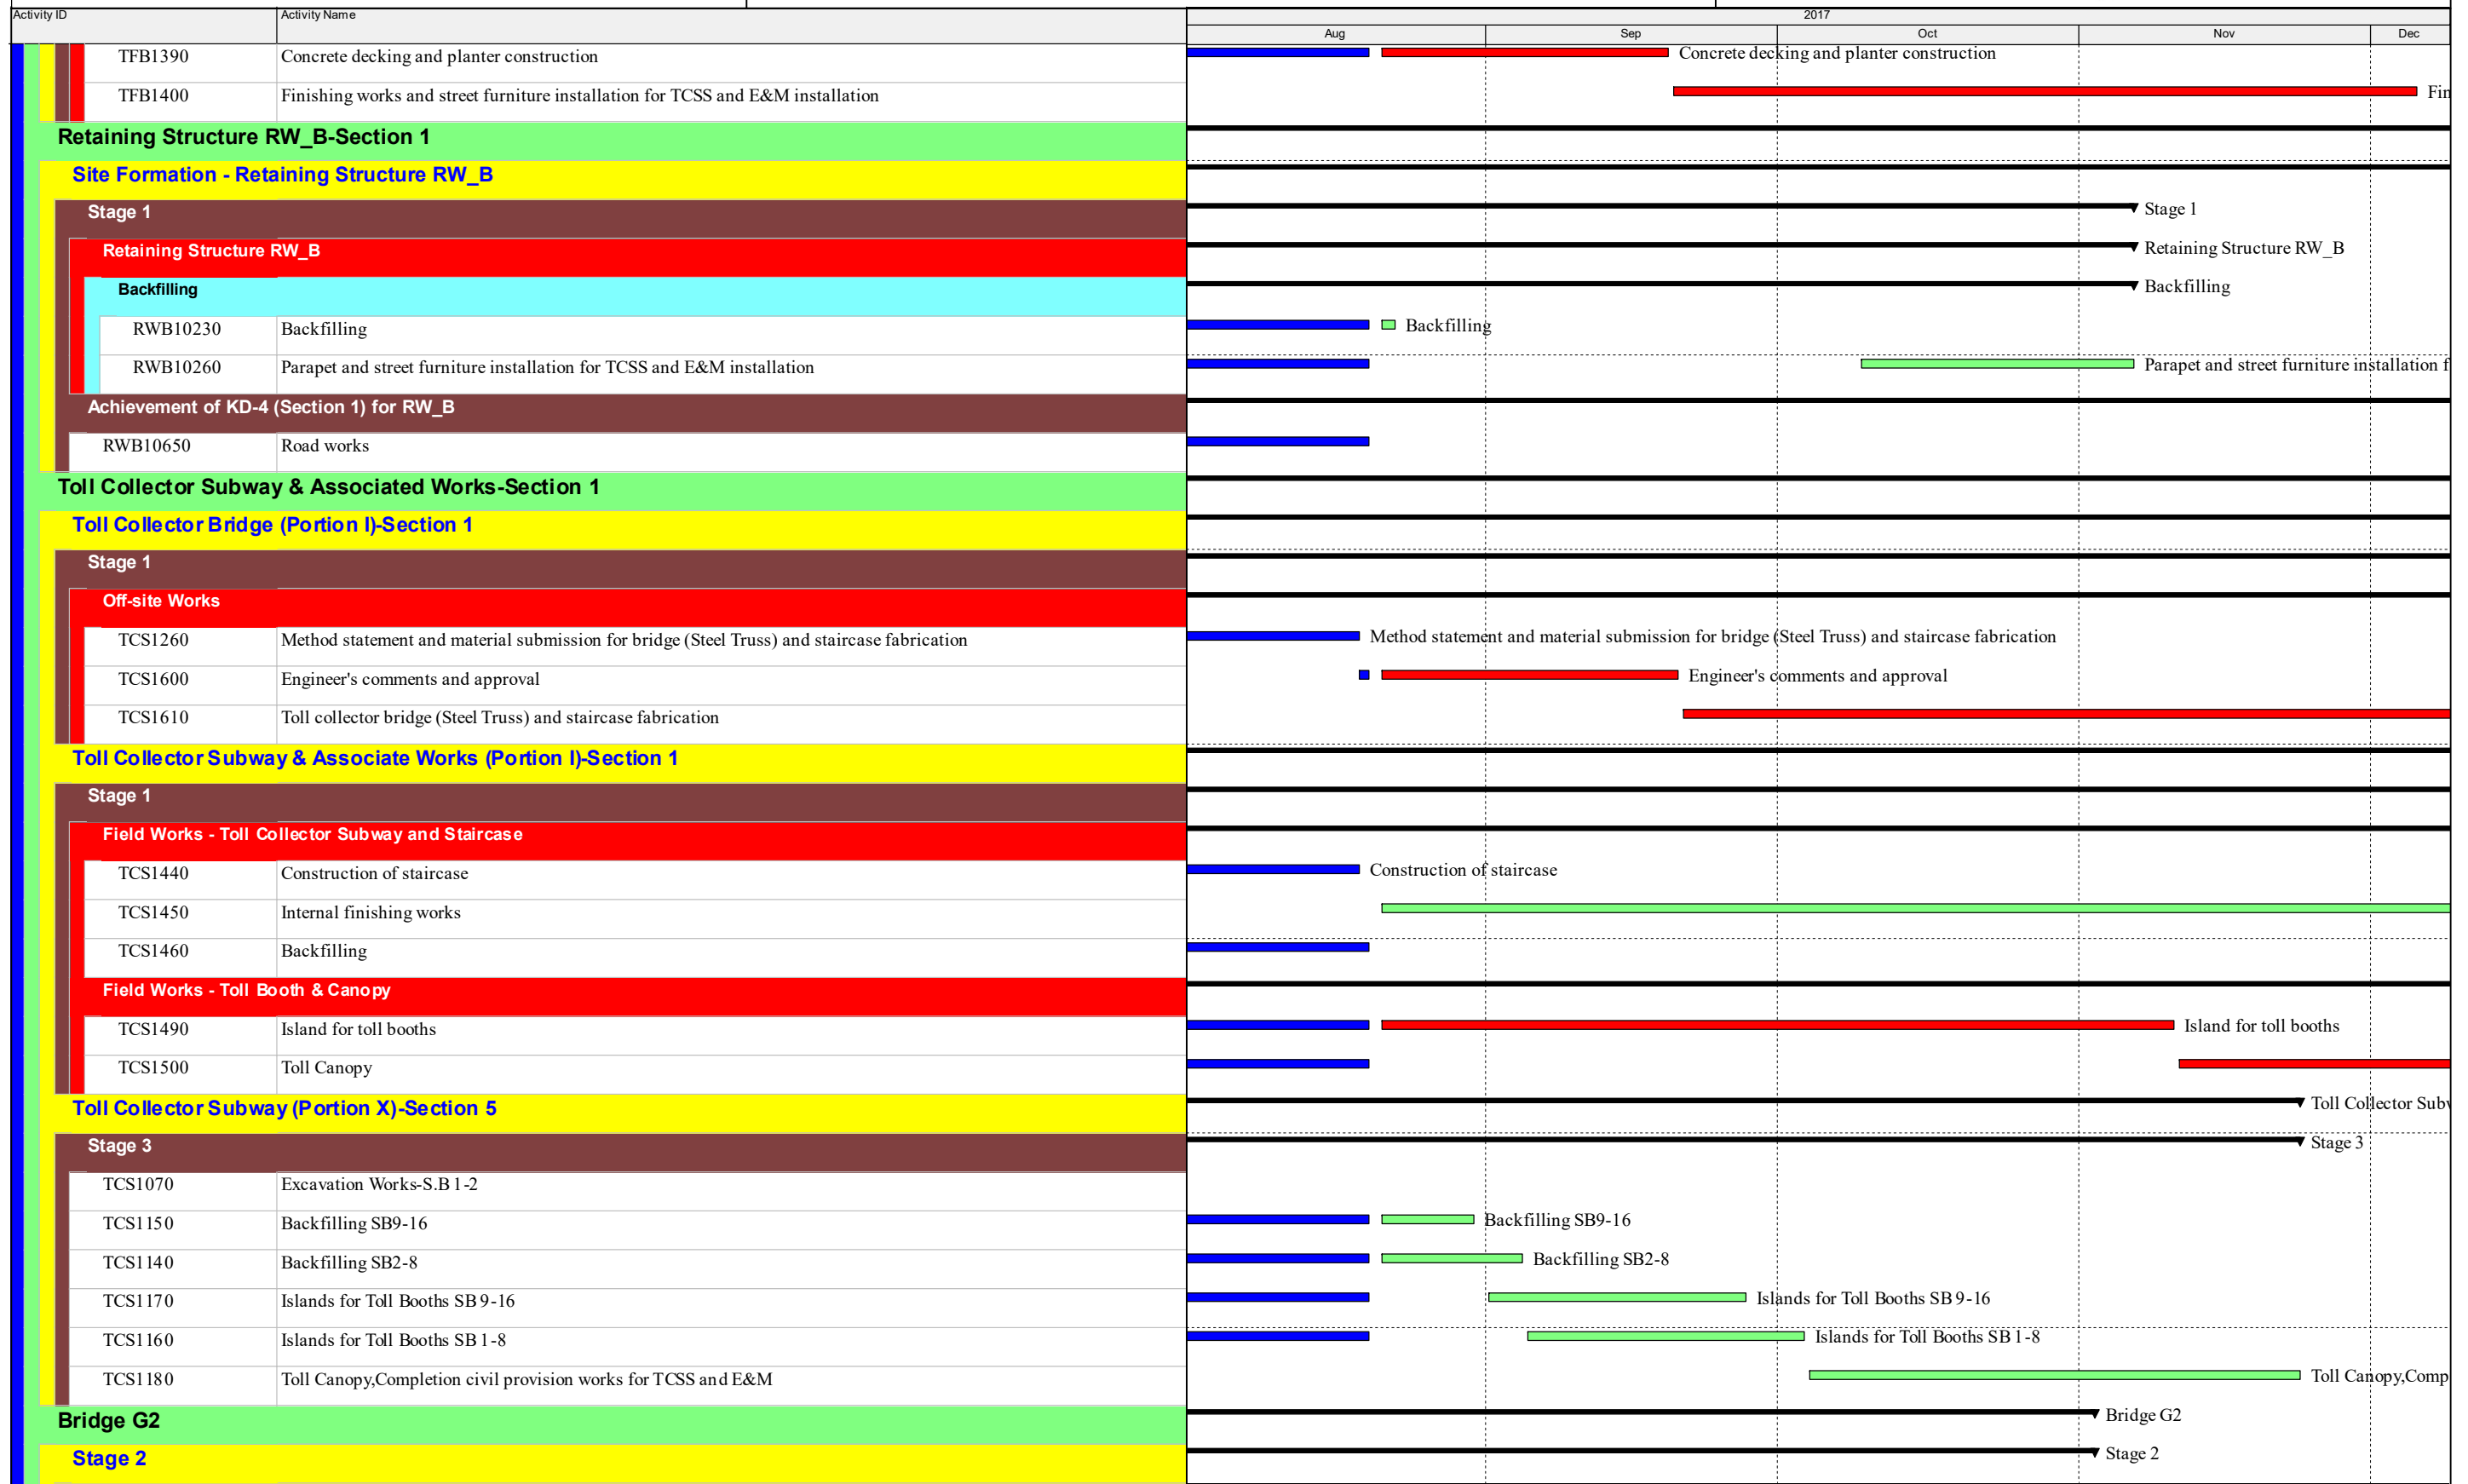 Activity ID Activity Name 2017
Aug Sep Oct Nov Dec
TFB1390 Concrete decking and planter construction Concrete decking and planter construction
TFB1400 Finishing works and street furniture installation for TCSS and E&M installation Fin
Retaining Structure RW_B-Section 1
Site Formation - Retaining Structure RW_B
Stage 1 Stage 1
Retaining Structure RW_B Retaining Structure RW_B
Backfilling Backfilling
RWB10230 Backfilling Backfilling
RWB10260 Parapet and street furniture installation for TCSS and E&M installation Parapet and street furniture installation f
Achievement of KD-4 (Section 1) for RW_B
RWB10650 Road works
Toll Collector Subway & Associated Works-Section 1
Toll Collector Bridge (Portion I)-Section 1
Stage 1
Off-site Works
TCS1260 Method statement and material submission for bridge (Steel Truss) and staircase fabrication Method statement and material submission for bridge (Steel Truss) and staircase fabrication
TCS1600 Engineer's comments and approval Engineer's comments and approval
TCS1610 Toll collector bridge (Steel Truss) and staircase fabrication
Toll Collector Subway & Associate Works (Portion I)-Section 1
Stage 1
Field Works - Toll Collector Subway and Staircase
TCS1440 Construction of staircase Construction of staircase
TCS1450 Internal finishing works
TCS1460 Backfilling
Field Works - Toll Booth & Canopy
TCS1490 Island for toll booths Island for toll booths
TCS1500 Toll Canopy
Toll Collector Subway (Portion X)-Section 5 Toll Collector Subw
Stage 3 Stage 3
TCS1070 Excavation Works-S.B 1-2
TCS1150 Backfilling SB9-16 Backfilling SB9-16
TCS1140 Backfilling SB2-8 Backfilling SB2-8
TCS1170 Islands for Toll Booths SB 9-16 Islands for Toll Booths SB 9-16
TCS1160 Islands for Toll Booths SB 1-8 Islands for Toll Booths SB 1-8
TCS1180 Toll Canopy,Completion civil provision works for TCSS and E&M Toll Canopy,Comp
Bridge G2 Bridge G2
Stage 2 Stage 2